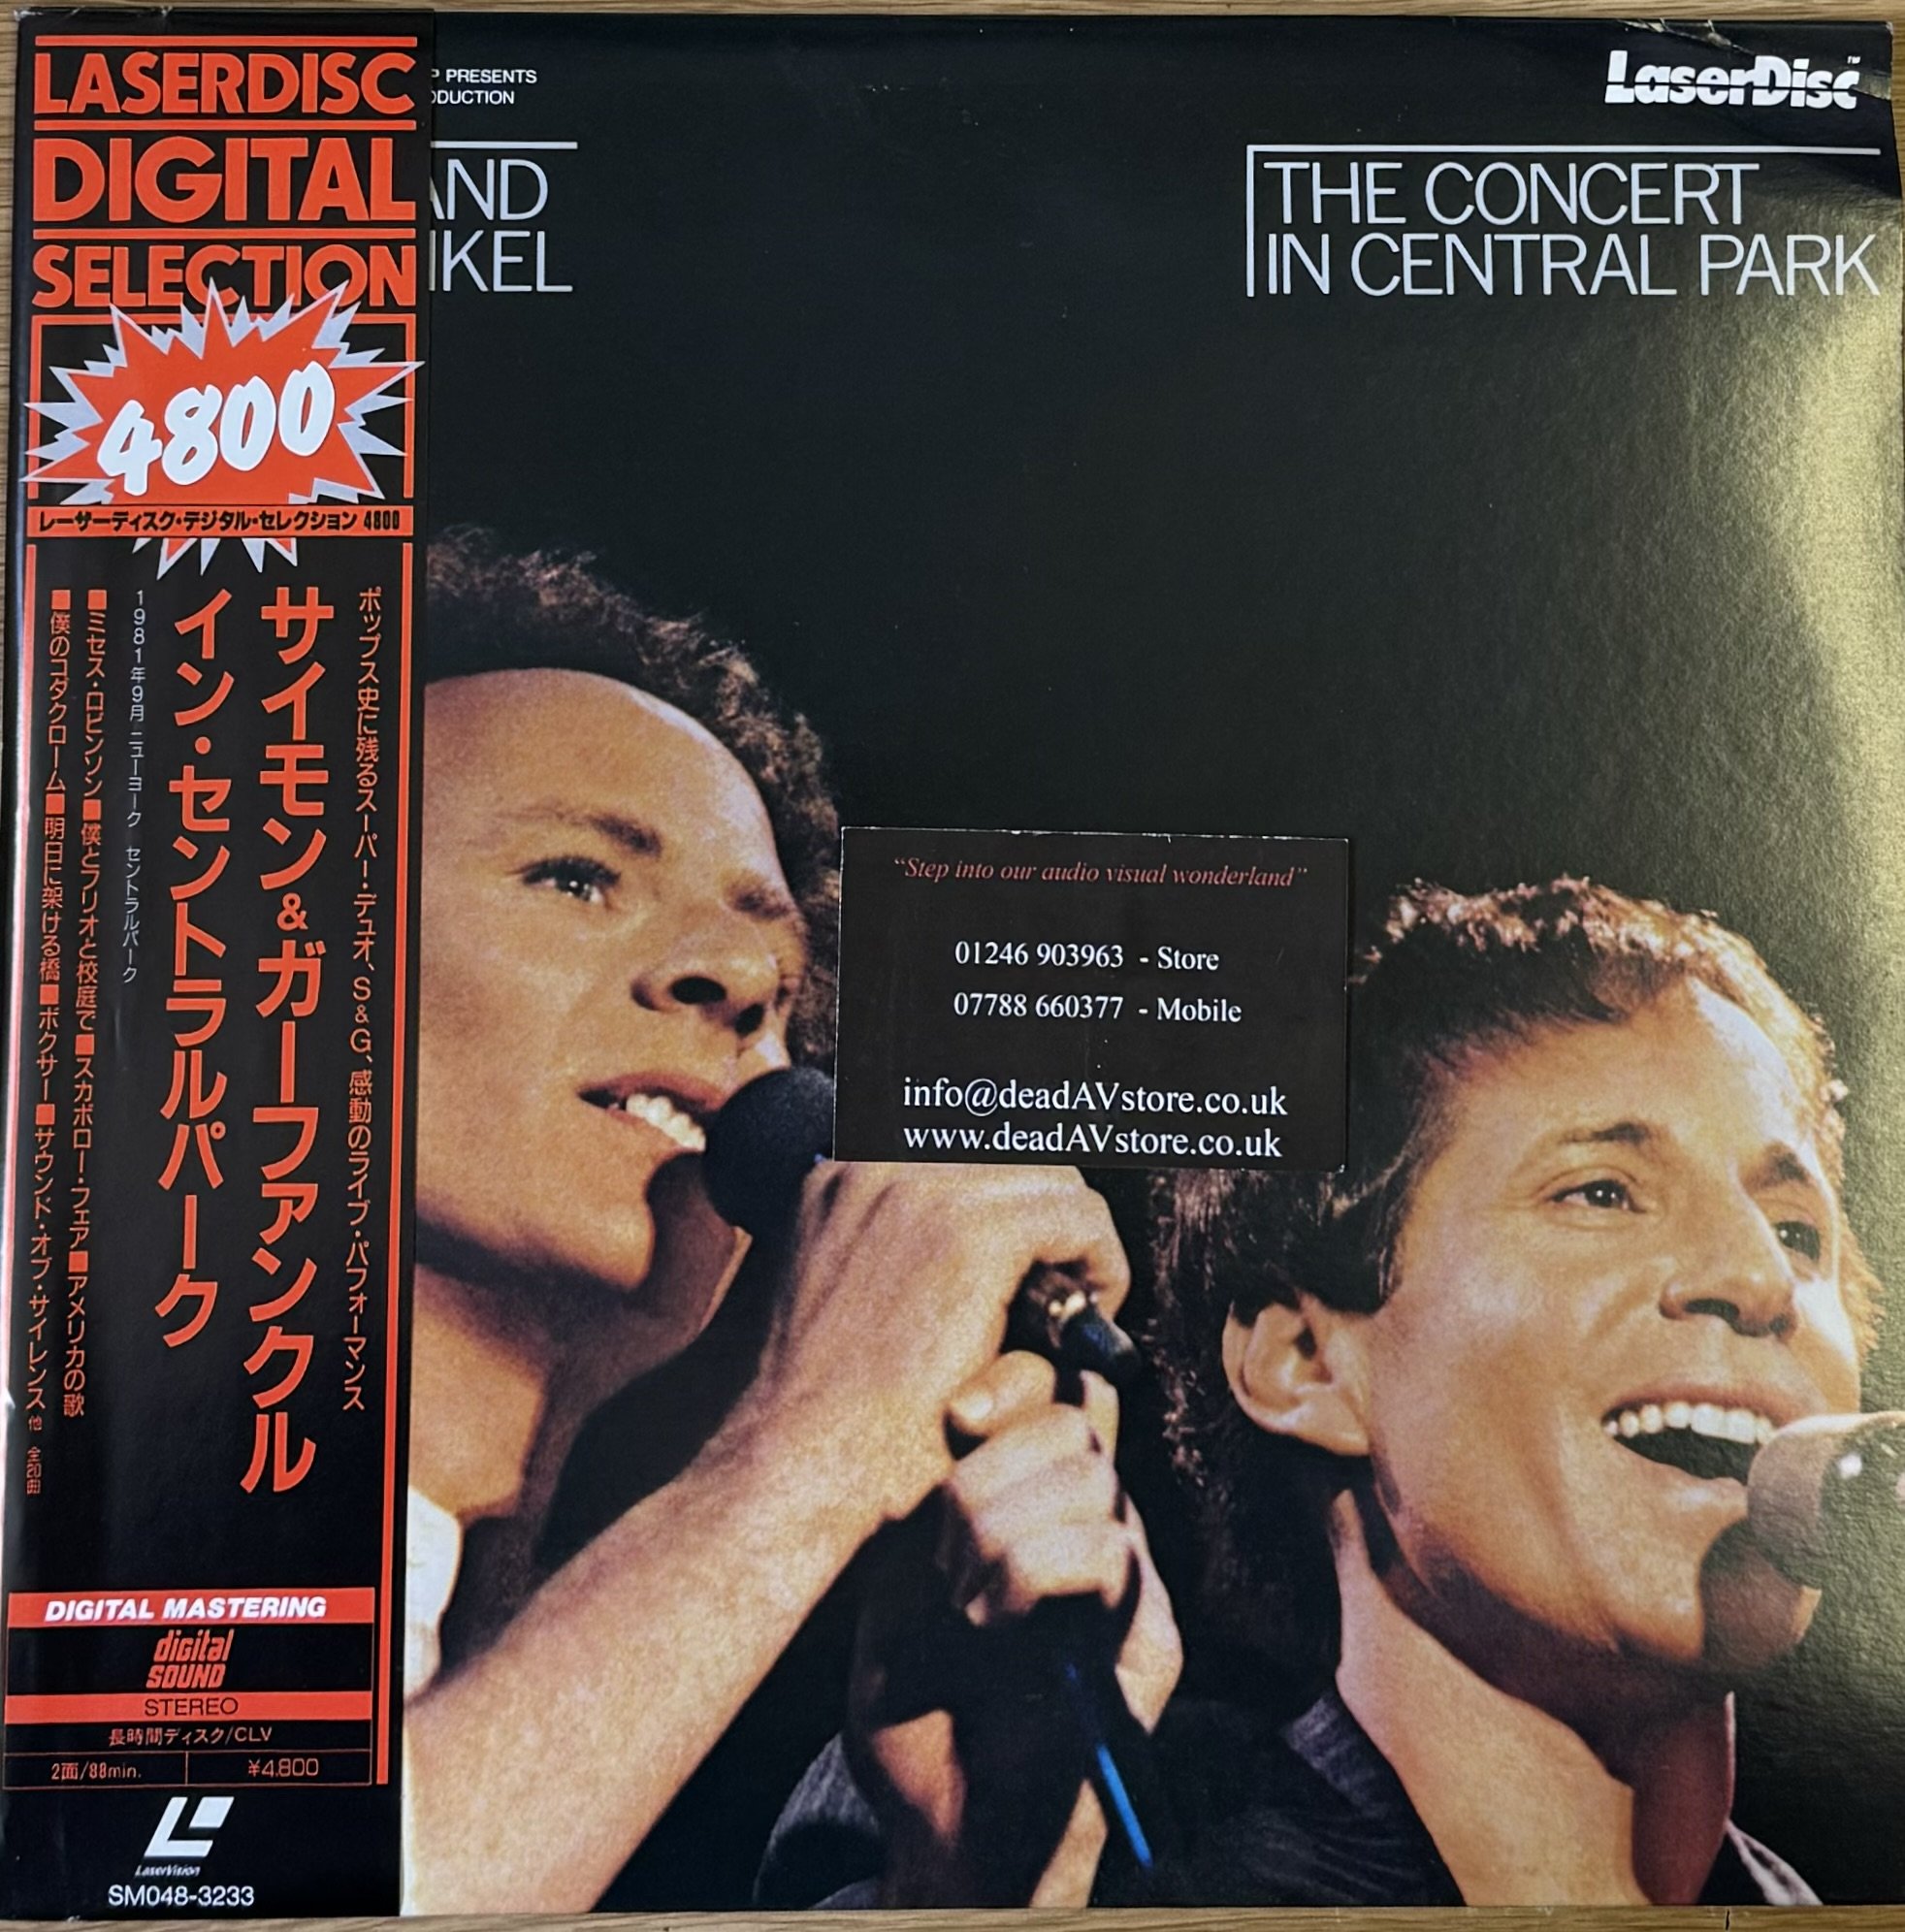 LASERDISC
DIGITAL
SELECTION
4800
レーザーディスク・デジタル・セレクション 4800
ポップス史に残るスーパー・デュオ、S&G、感動のライブ・パフォーマンス
サイモン&ガーファンクル
イン・セントラルパーク
1981年9月 ニューヨーク セントラルパーク
■ミセス・ロビンソン■僕とフリオと校庭で■スカボロー・フェア■アメリカの歌
■僕のコダクローム■明日に架ける橋■ボクサー■サウンド・オブ・サイレンス 他 全20曲
DIGITAL MASTERING
digital
SOUND
STEREO
長時間ディスク/CLV
2面/88min. ¥4,800
LaserVision
SM048-3233
PRESENTS
DUCTION
AND
KEL
LaserDisc™
THE CONCERT
IN CENTRAL PARK
“Step into our audio visual wonderland”
01246 903963 - Store
07788 660377 - Mobile
info@deadAVstore.co.uk
www.deadAVstore.co.uk